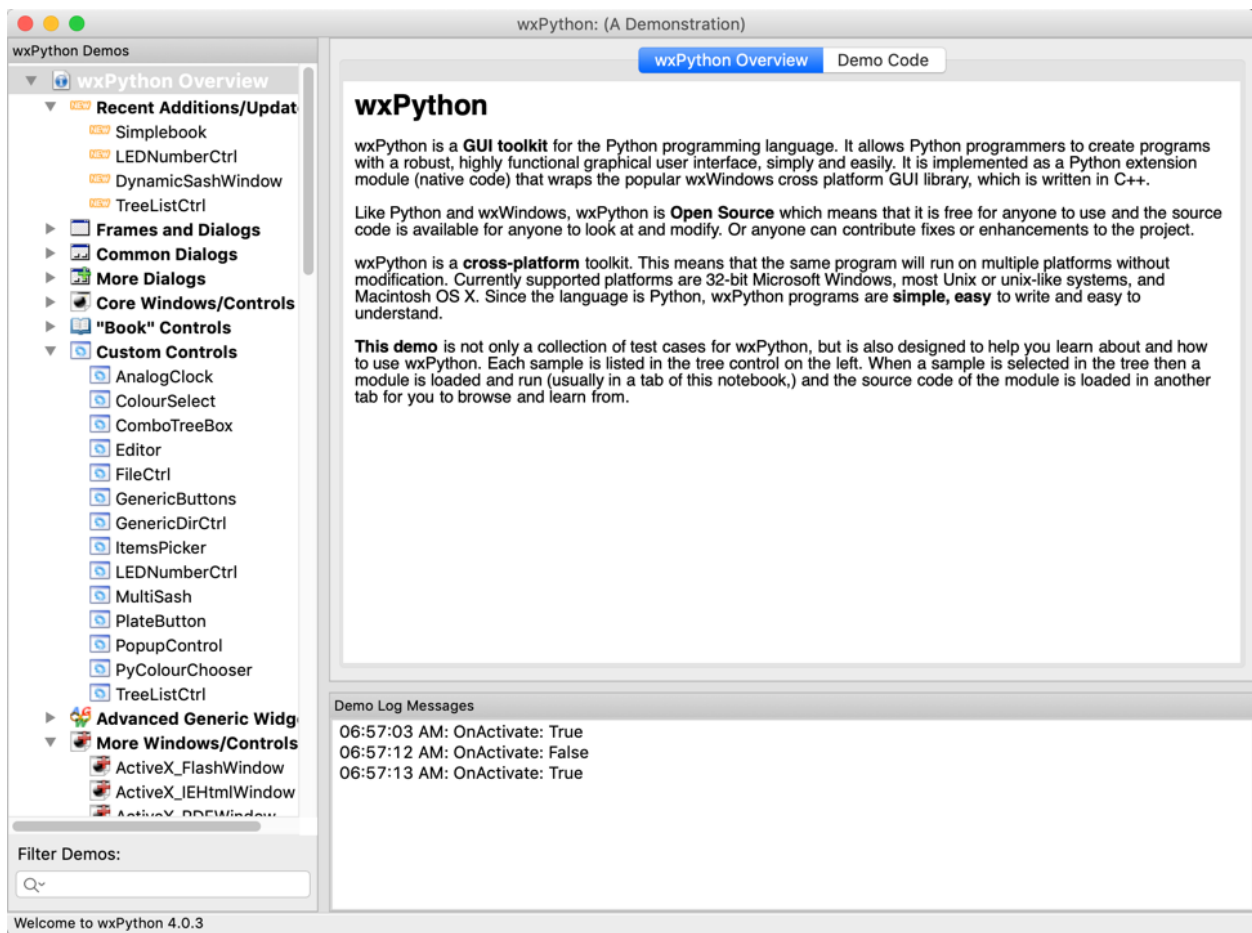 wxPython: (A Demonstration)
wxPython Demos
wxPython Overview
Recent Additions/Updat
NEW Simplebook
NEW LEDNumberCtrl
NEW DynamicSashWindow
NEW TreeListCtrl
Frames and Dialogs
Common Dialogs
More Dialogs
Core Windows/Controls
"Book" Controls
Custom Controls
AnalogClock
ColourSelect
ComboTreeBox
Editor
FileCtrl
GenericButtons
GenericDirCtrl
ItemsPicker
LEDNumberCtrl
MultiSash
PlateButton
PopupControl
PyColourChooser
TreeListCtrl
Advanced Generic Widg
More Windows/Controls
ActiveX_FlashWindow
ActiveX_IEHtmlWindow
ActiveX_PDFWindow
Filter Demos:
wxPython Overview Demo Code
wxPython
wxPython is a GUI toolkit for the Python programming language. It allows Python programmers to create programs
with a robust, highly functional graphical user interface, simply and easily. It is implemented as a Python extension
module (native code) that wraps the popular wxWindows cross platform GUI library, which is written in C++.
Like Python and wxWindows, wxPython is Open Source which means that it is free for anyone to use and the source
code is available for anyone to look at and modify. Or anyone can contribute fixes or enhancements to the project.
wxPython is a cross-platform toolkit. This means that the same program will run on multiple platforms without
modification. Currently supported platforms are 32-bit Microsoft Windows, most Unix or unix-like systems, and
Macintosh OS X. Since the language is Python, wxPython programs are simple, easy to write and easy to
understand.
This demo is not only a collection of test cases for wxPython, but is also designed to help you learn about and how
to use wxPython. Each sample is listed in the tree control on the left. When a sample is selected in the tree then a
module is loaded and run (usually in a tab of this notebook,) and the source code of the module is loaded in another
tab for you to browse and learn from.
Demo Log Messages
06:57:03 AM: OnActivate: True
06:57:12 AM: OnActivate: False
06:57:13 AM: OnActivate: True
Welcome to wxPython 4.0.3